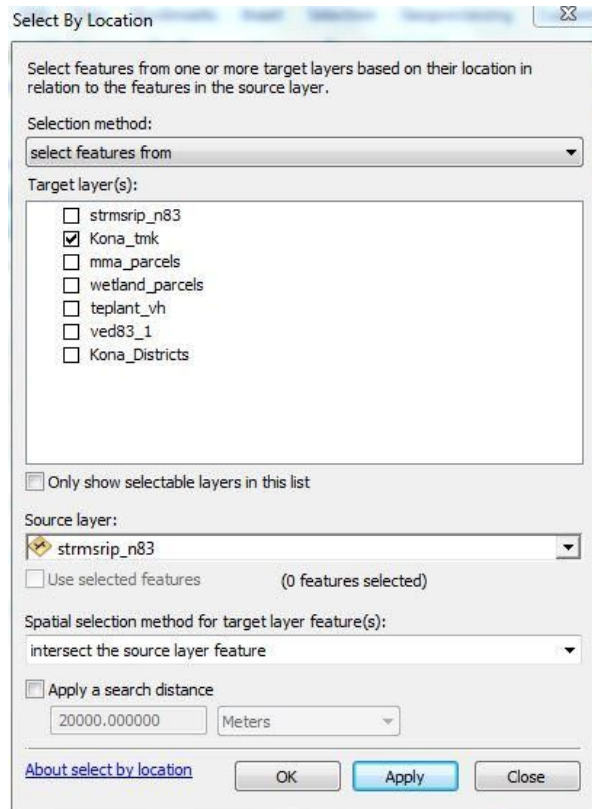 Select By Location
Select features from one or more target layers based on their location in
relation to the features in the source layer.
Selection method:
select features from
Target layer(s):
strmsrip_n83
Kona_tmk
mma_parcels
wetland_parcels
teplant_vh
ved83_1
Kona_Districts
Only show selectable layers in this list
Source layer:
strmsrip_n83
Use selected features (0 features selected)
Spatial selection method for target layer feature(s):
intersect the source layer feature
Apply a search distance
20000.000000 Meters
About select by location OK Apply Close